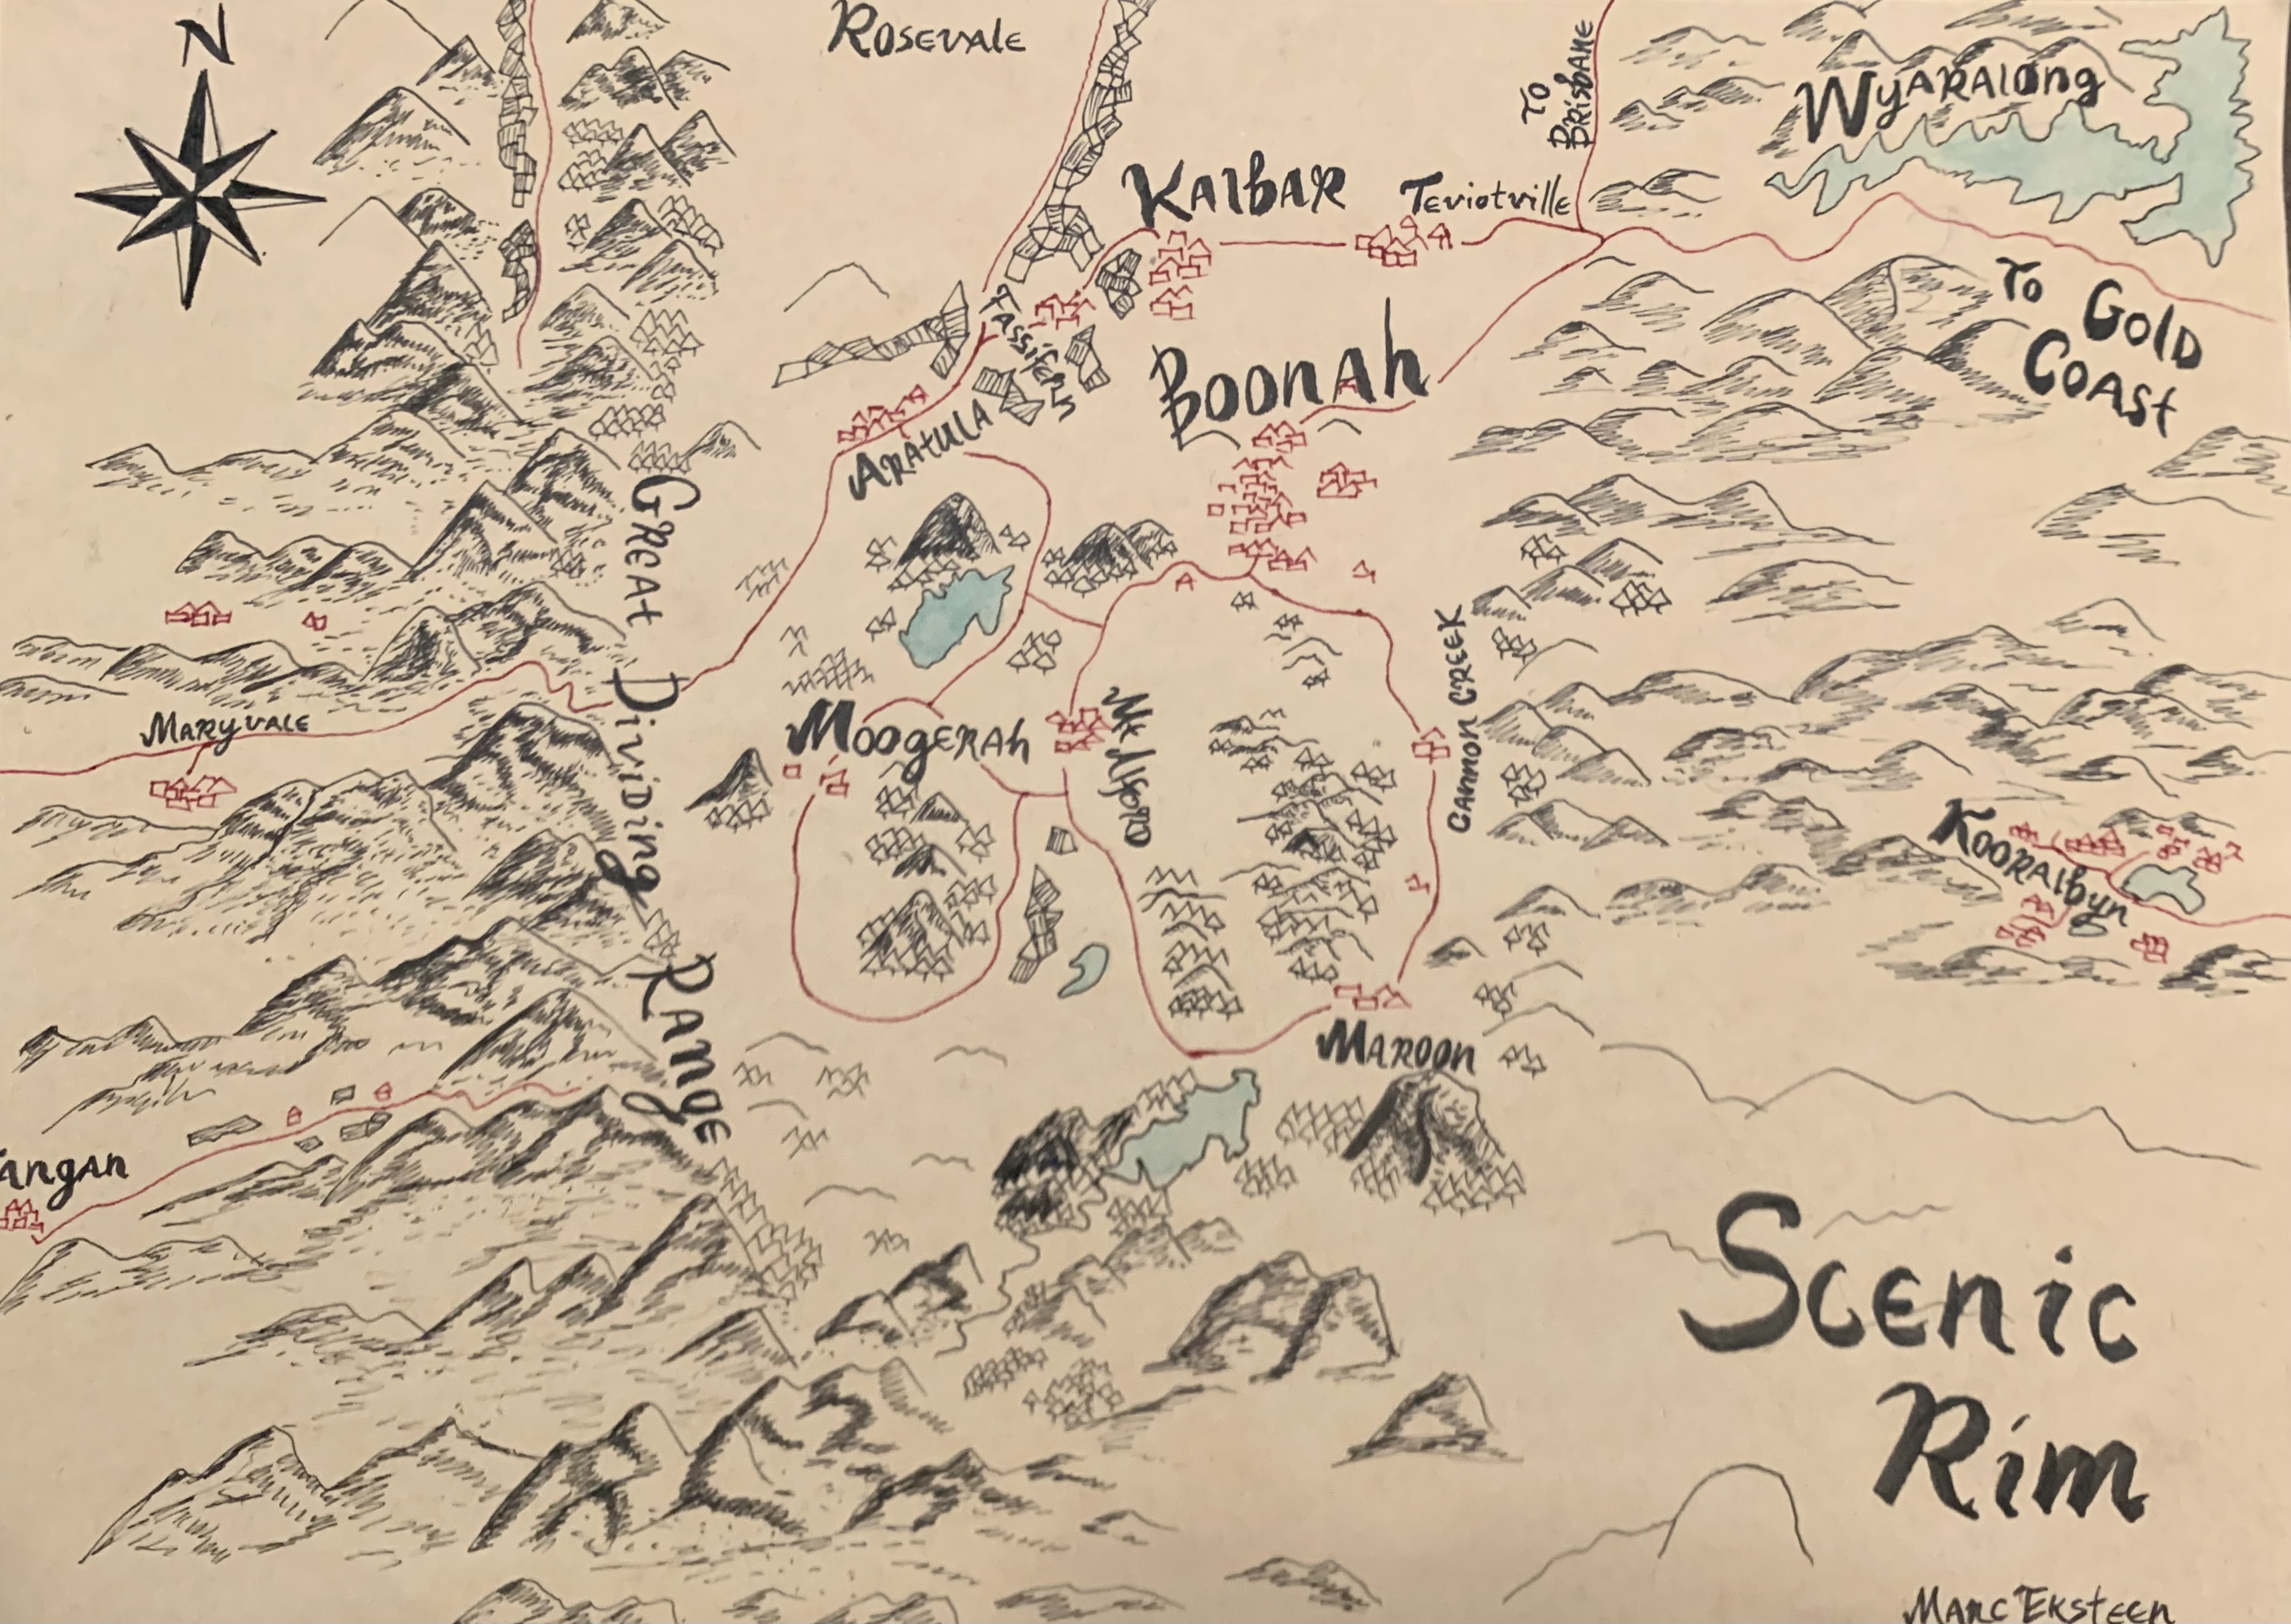 N
Rosevale
To
Brisbane
Wyaralong
Kalbar
Teviotville
To Gold
Coast
Fassifern
Boonah
Aratula
Great
Dividing
Range
Maryvale
Moogerah
Mt Alford
Cannon Creek
Kooralbyn
Maroon
angan
Scenic
Rim
Marc Eksteen